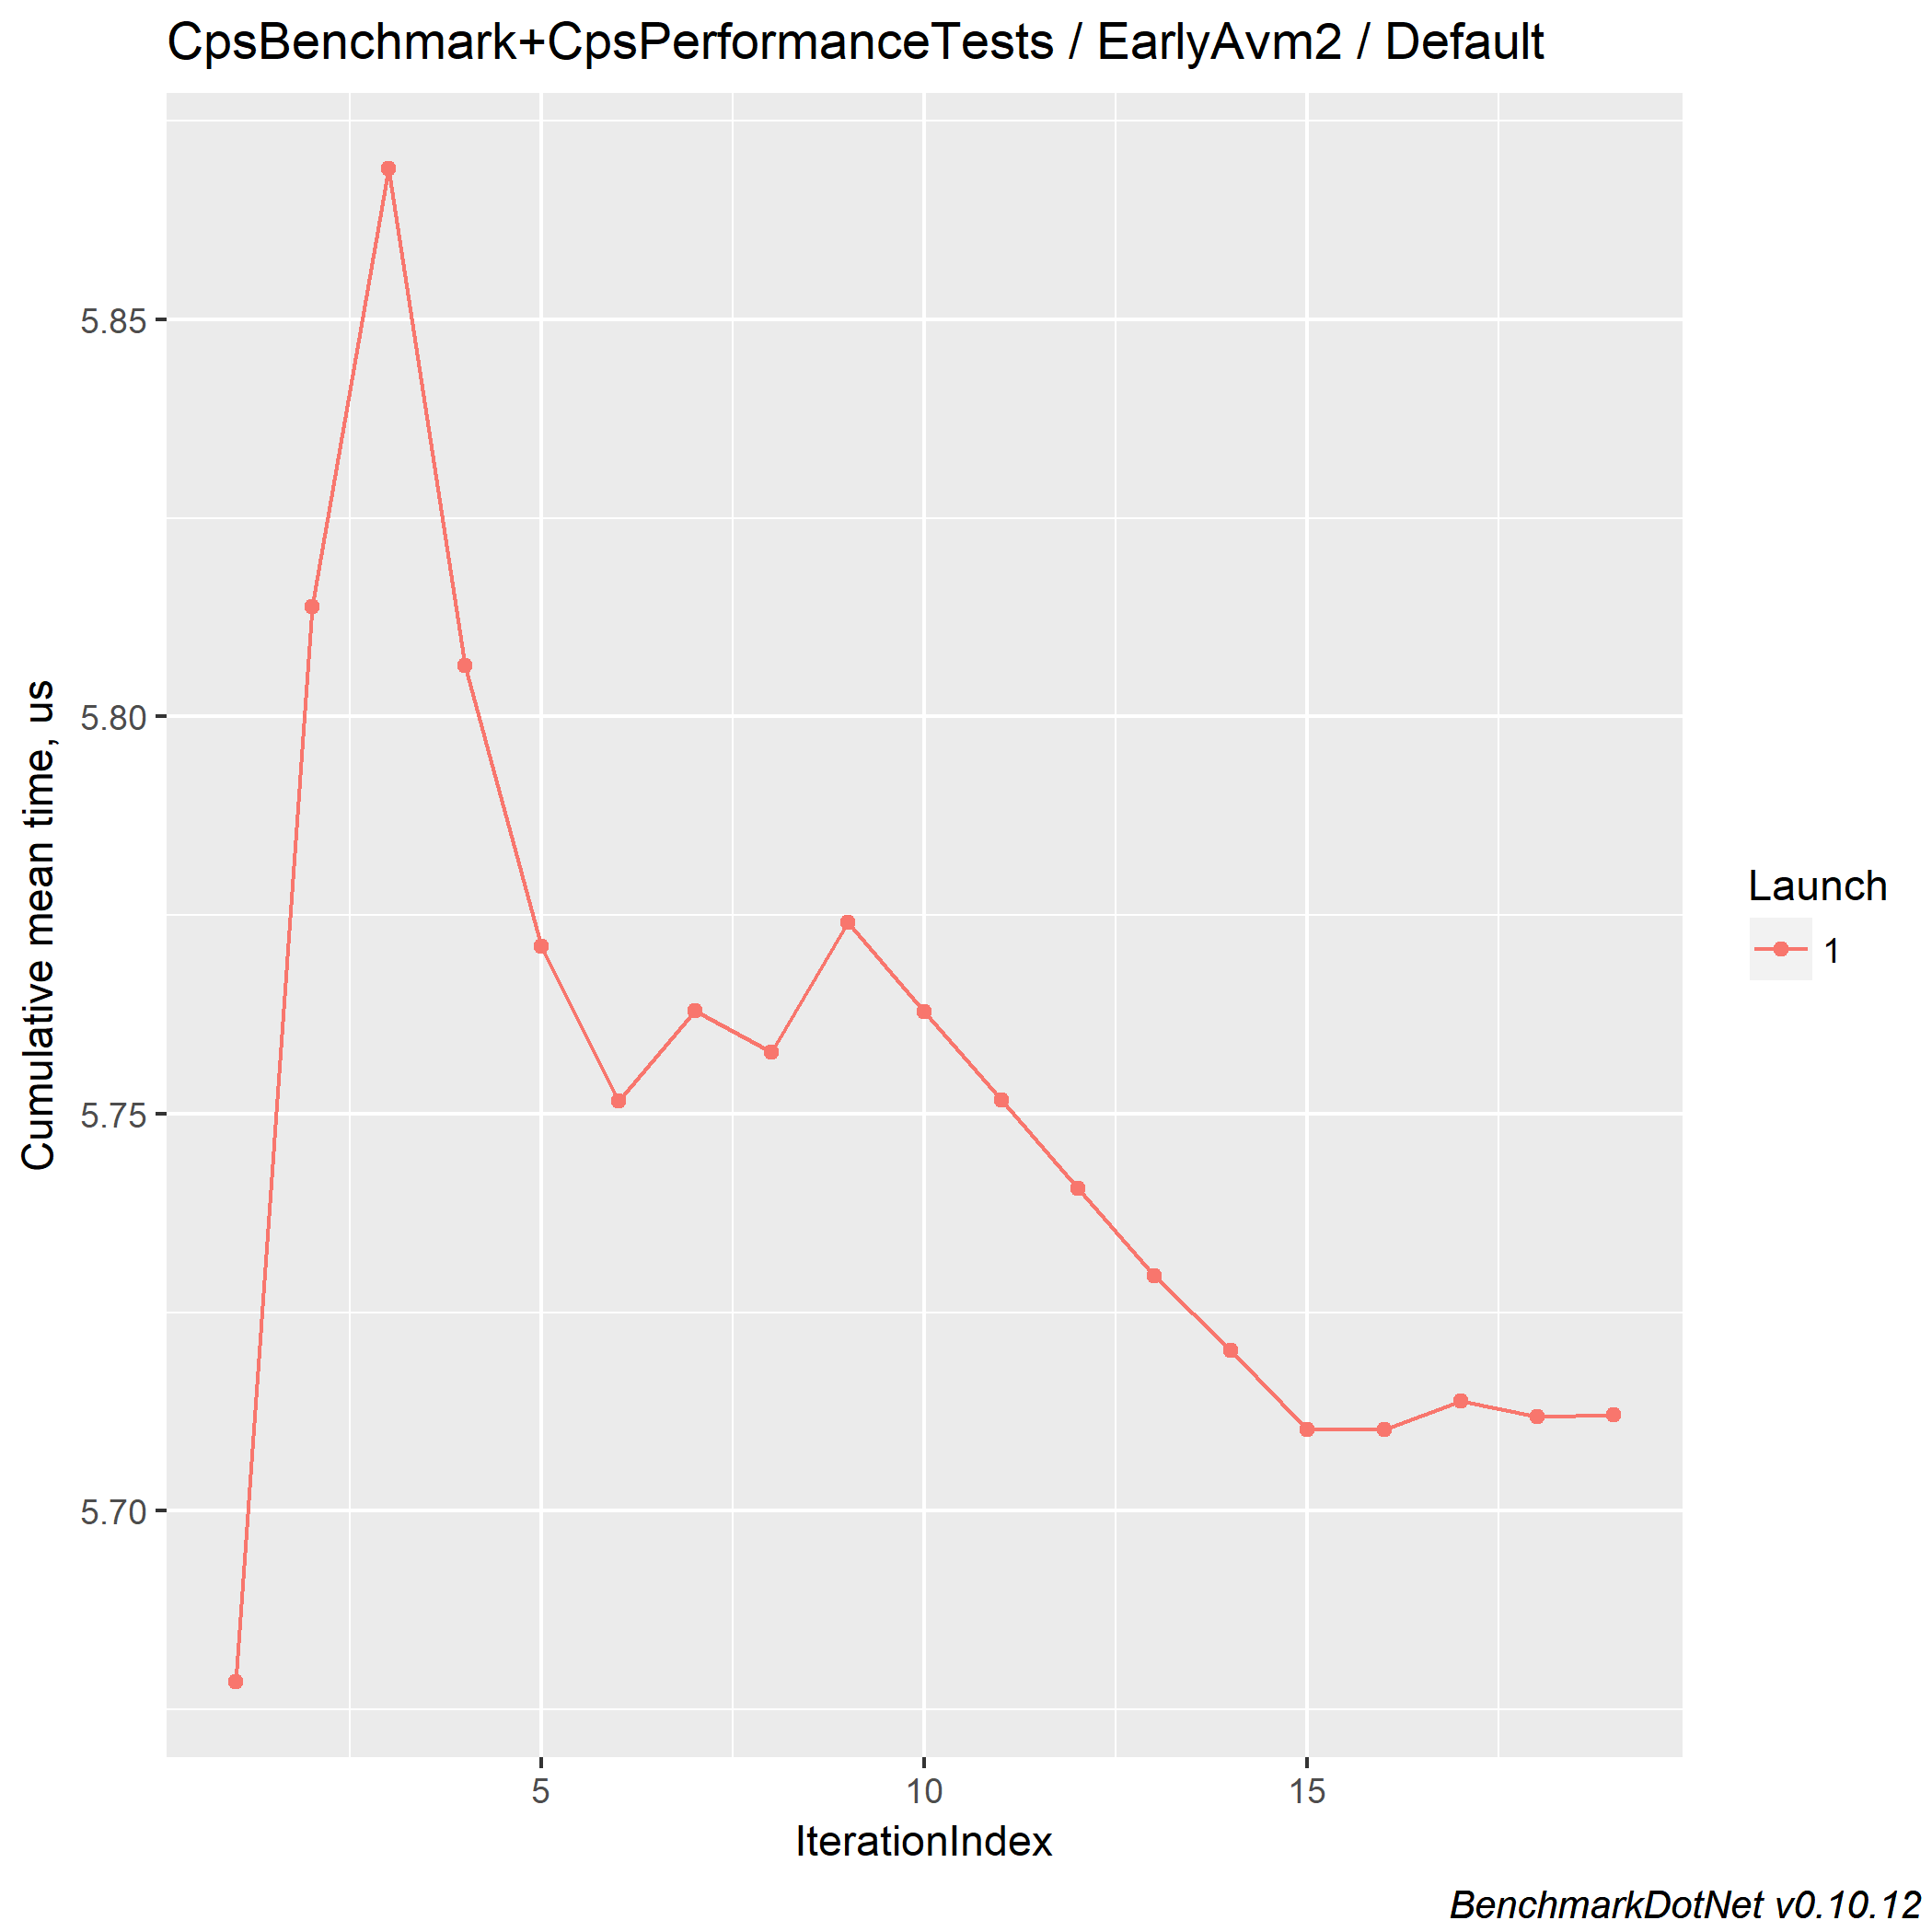 CpsBenchmark+CpsPerformanceTests / EarlyAvm2 / Default
Cumulative mean time, us
5.85
5.80
5.75
5.70
5
10
15
IterationIndex
Launch
1
BenchmarkDotNet v0.10.12